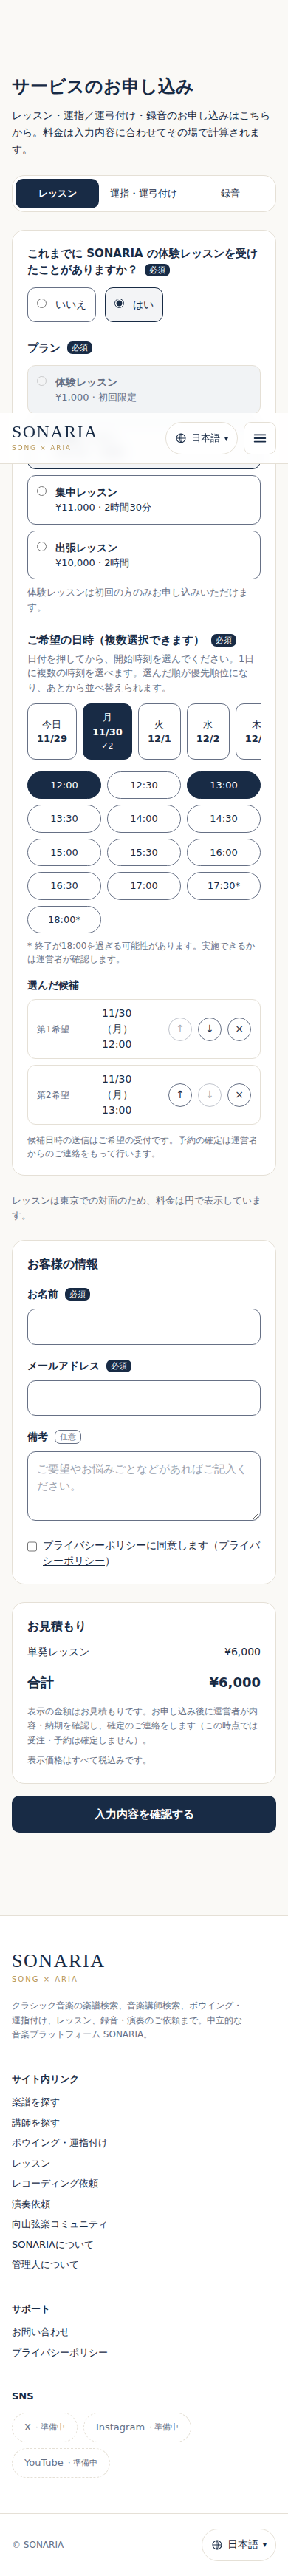 サービスのお申し込み
レッスン・運指／運弓付け・録音のお申し込みはこちら
から。料金は入力内容に合わせてその場で計算されま
す。
レッスン
運指・運弓付け
録音
これまでに SONARIA の体験レッスンを受け
たことがありますか？ 必須
いいえ
はい
プラン 必須
体験レッスン
¥1,000 · 初回限定
SONARIA
SONG × ARIA
日本語 ▾
集中レッスン
¥11,000 · 2時間30分
出張レッスン
¥10,000 · 2時間
体験レッスンは初回の方のみお申し込みいただけま
す。
ご希望の日時（複数選択できます） 必須
日付を押してから、開始時刻を選んでください。1日
に複数の時刻を選べます。選んだ順が優先順位にな
り、あとから並べ替えられます。
今日
11/29
月
11/30
✓2
火
12/1
水
12/2
木
12:00
12:30
13:00
13:30
14:00
14:30
15:00
15:30
16:00
16:30
17:00
17:30*
18:00*
* 終了が18:00を過ぎる可能性があります。実施できるか
は運営者が確認します。
選んだ候補
第1希望
11/30
（月）
12:00
↑ ↓ ×
第2希望
11/30
（月）
13:00
↑ ↓ ×
候補日時の送信はご希望の受付です。予約の確定は運営者
からのご連絡をもって行います。
レッスンは東京での対面のため、料金は円で表示していま
す。
お客様の情報
お名前 必須
メールアドレス 必須
備考 任意
ご要望やお悩みごとなどがあればご記入く
ださい。
プライバシーポリシーに同意します（プライバ
シーポリシー）
お見積もり
単発レッスン ¥6,000
合計 ¥6,000
表示の金額はお見積もりです。お申し込み後に運営者が内
容・納期を確認し、確定のご連絡をします（この時点では
受注・予約は確定しません）。
表示価格はすべて税込みです。
入力内容を確認する
SONARIA
SONG × ARIA
クラシック音楽の楽譜検索、音楽講師検索、ボウイング・
運指付け、レッスン、録音・演奏のご依頼まで。中立的な
音楽プラットフォーム SONARIA。
サイト内リンク
楽譜を探す
講師を探す
ボウイング・運指付け
レッスン
レコーディング依頼
演奏依頼
向山弦楽コミュニティ
SONARIAについて
管理人について
サポート
お問い合わせ
プライバシーポリシー
SNS
X · 準備中
Instagram · 準備中
YouTube · 準備中
© SONARIA
日本語 ▾